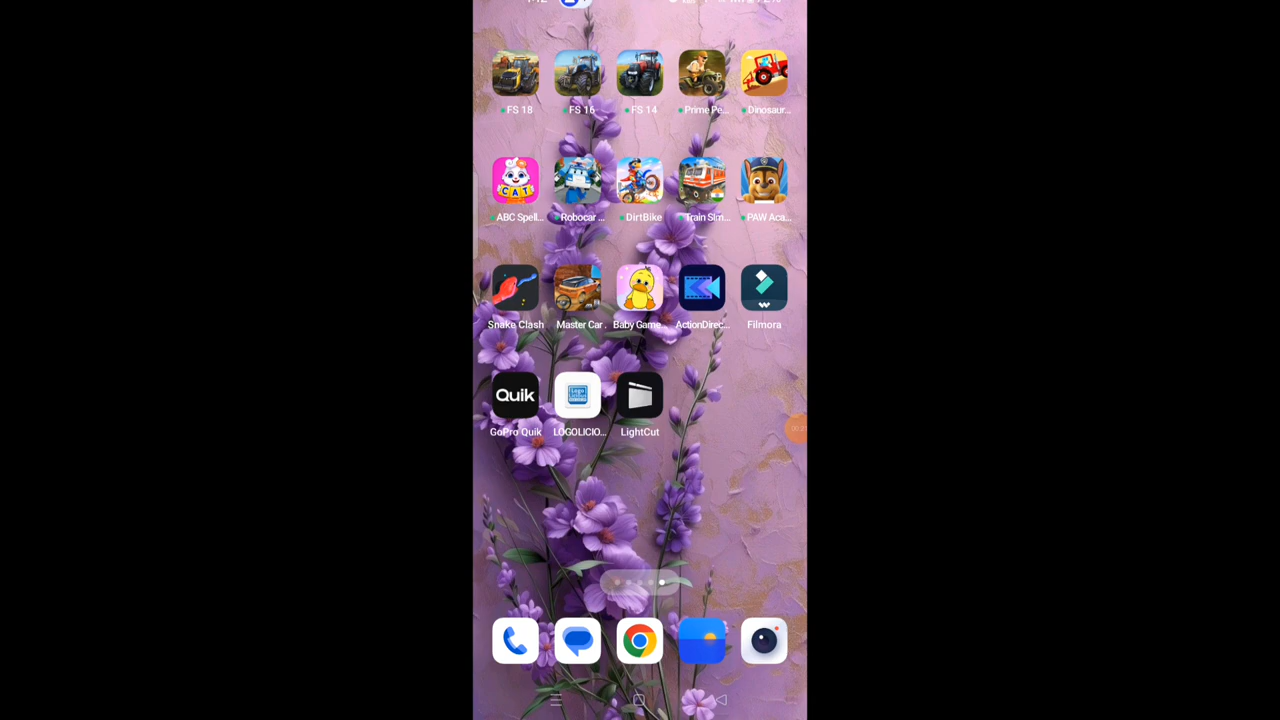 FS 18 FS 16 FS 14 Prime Pe... Dinosaur...
CAT
ABC Spell... Robocar ... DirtBike Train Sim... PAW Aca...
Snake Clash Master Car . Baby Game... ActionDirec... Filmora
Quik
GoPro Quik LOGOLICIO... LightCut